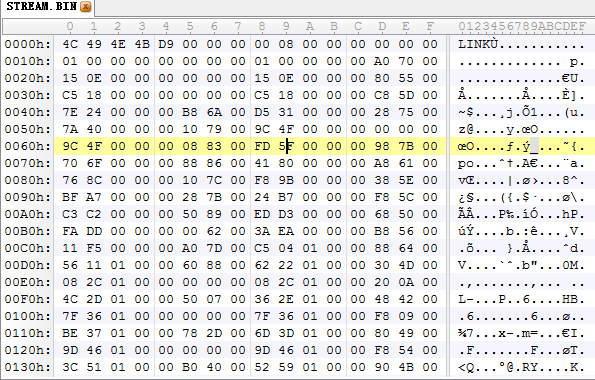 STREAM.BIN
0 1 2 3 4 5 6 7 8 9 A B C D E F 0123456789ABCDEF
0000h: 4C 49 4E 4B D9 00 00 00 00 08 00 00 00 00 00 00 LINKÙ...........
0010h: 01 00 00 00 00 00 00 00 01 00 00 00 A0 70 00 00 ............ p..
0020h: 15 0E 00 00 00 00 00 00 15 0E 00 00 80 55 00 00 ............€U..
0030h: C5 18 00 00 00 00 00 00 C5 18 00 00 C8 5D 00 00 Å.......Å...È]..
0040h: 7E 24 00 00 B8 6A 00 00 D5 31 00 00 28 75 00 00 ~$..¸j..Õ1..(u..
0050h: 7A 40 00 00 10 79 00 00 9C 4F 00 00 00 00 00 00 z@...y..œO......
0060h: 9C 4F 00 00 08 83 00 00 FD 5F 00 00 98 7B 00 00 œO...ƒ..ý_..˜{..
0070h: 70 6F 00 00 88 86 00 00 41 80 00 00 A8 61 00 00 po..ˆ†..A€..¨a..
0080h: 76 8C 00 00 10 7C 00 00 F8 9B 00 00 38 5E 00 00 vŒ...|..ø›..8^..
0090h: BF A7 00 00 28 7B 00 00 24 B7 00 00 F8 5C 00 00 ¿§..({..$·..ø\..
00A0h: C3 C2 00 00 50 89 00 00 ED D3 00 00 68 50 00 00 ÃÂ..P‰..íÓ..hP..
00B0h: FA DD 00 00 00 62 00 00 3A EA 00 00 B8 56 00 00 úÝ...b..:ê..¸V..
00C0h: 11 F5 00 00 A0 7D 00 00 C5 04 01 00 88 64 00 00 .õ.. }..Å...ˆd..
00D0h: 56 11 01 00 60 88 00 00 62 22 01 00 30 4D 00 00 V...`ˆ..b"..0M..
00E0h: 08 2C 01 00 00 00 00 00 08 2C 01 00 20 0A 00 00 .,.......,.. ...
00F0h: 4C 2D 01 00 50 07 00 00 36 2E 01 00 48 42 00 00 L-..P...6...HB..
0100h: 7F 36 01 00 00 00 00 00 7F 36 01 00 F8 09 00 00 .6.......6..ø...
0110h: BE 37 01 00 78 2D 00 00 6D 3D 01 00 80 49 00 00 ¾7..x-..m=..€I..
0120h: 9D 46 01 00 00 00 00 00 9D 46 01 00 F8 54 00 00 .F.......F..øT..
0130h: 3C 51 01 00 B0 40 00 00 52 59 01 00 90 4B 00 00 <Q..°@..RY...K..